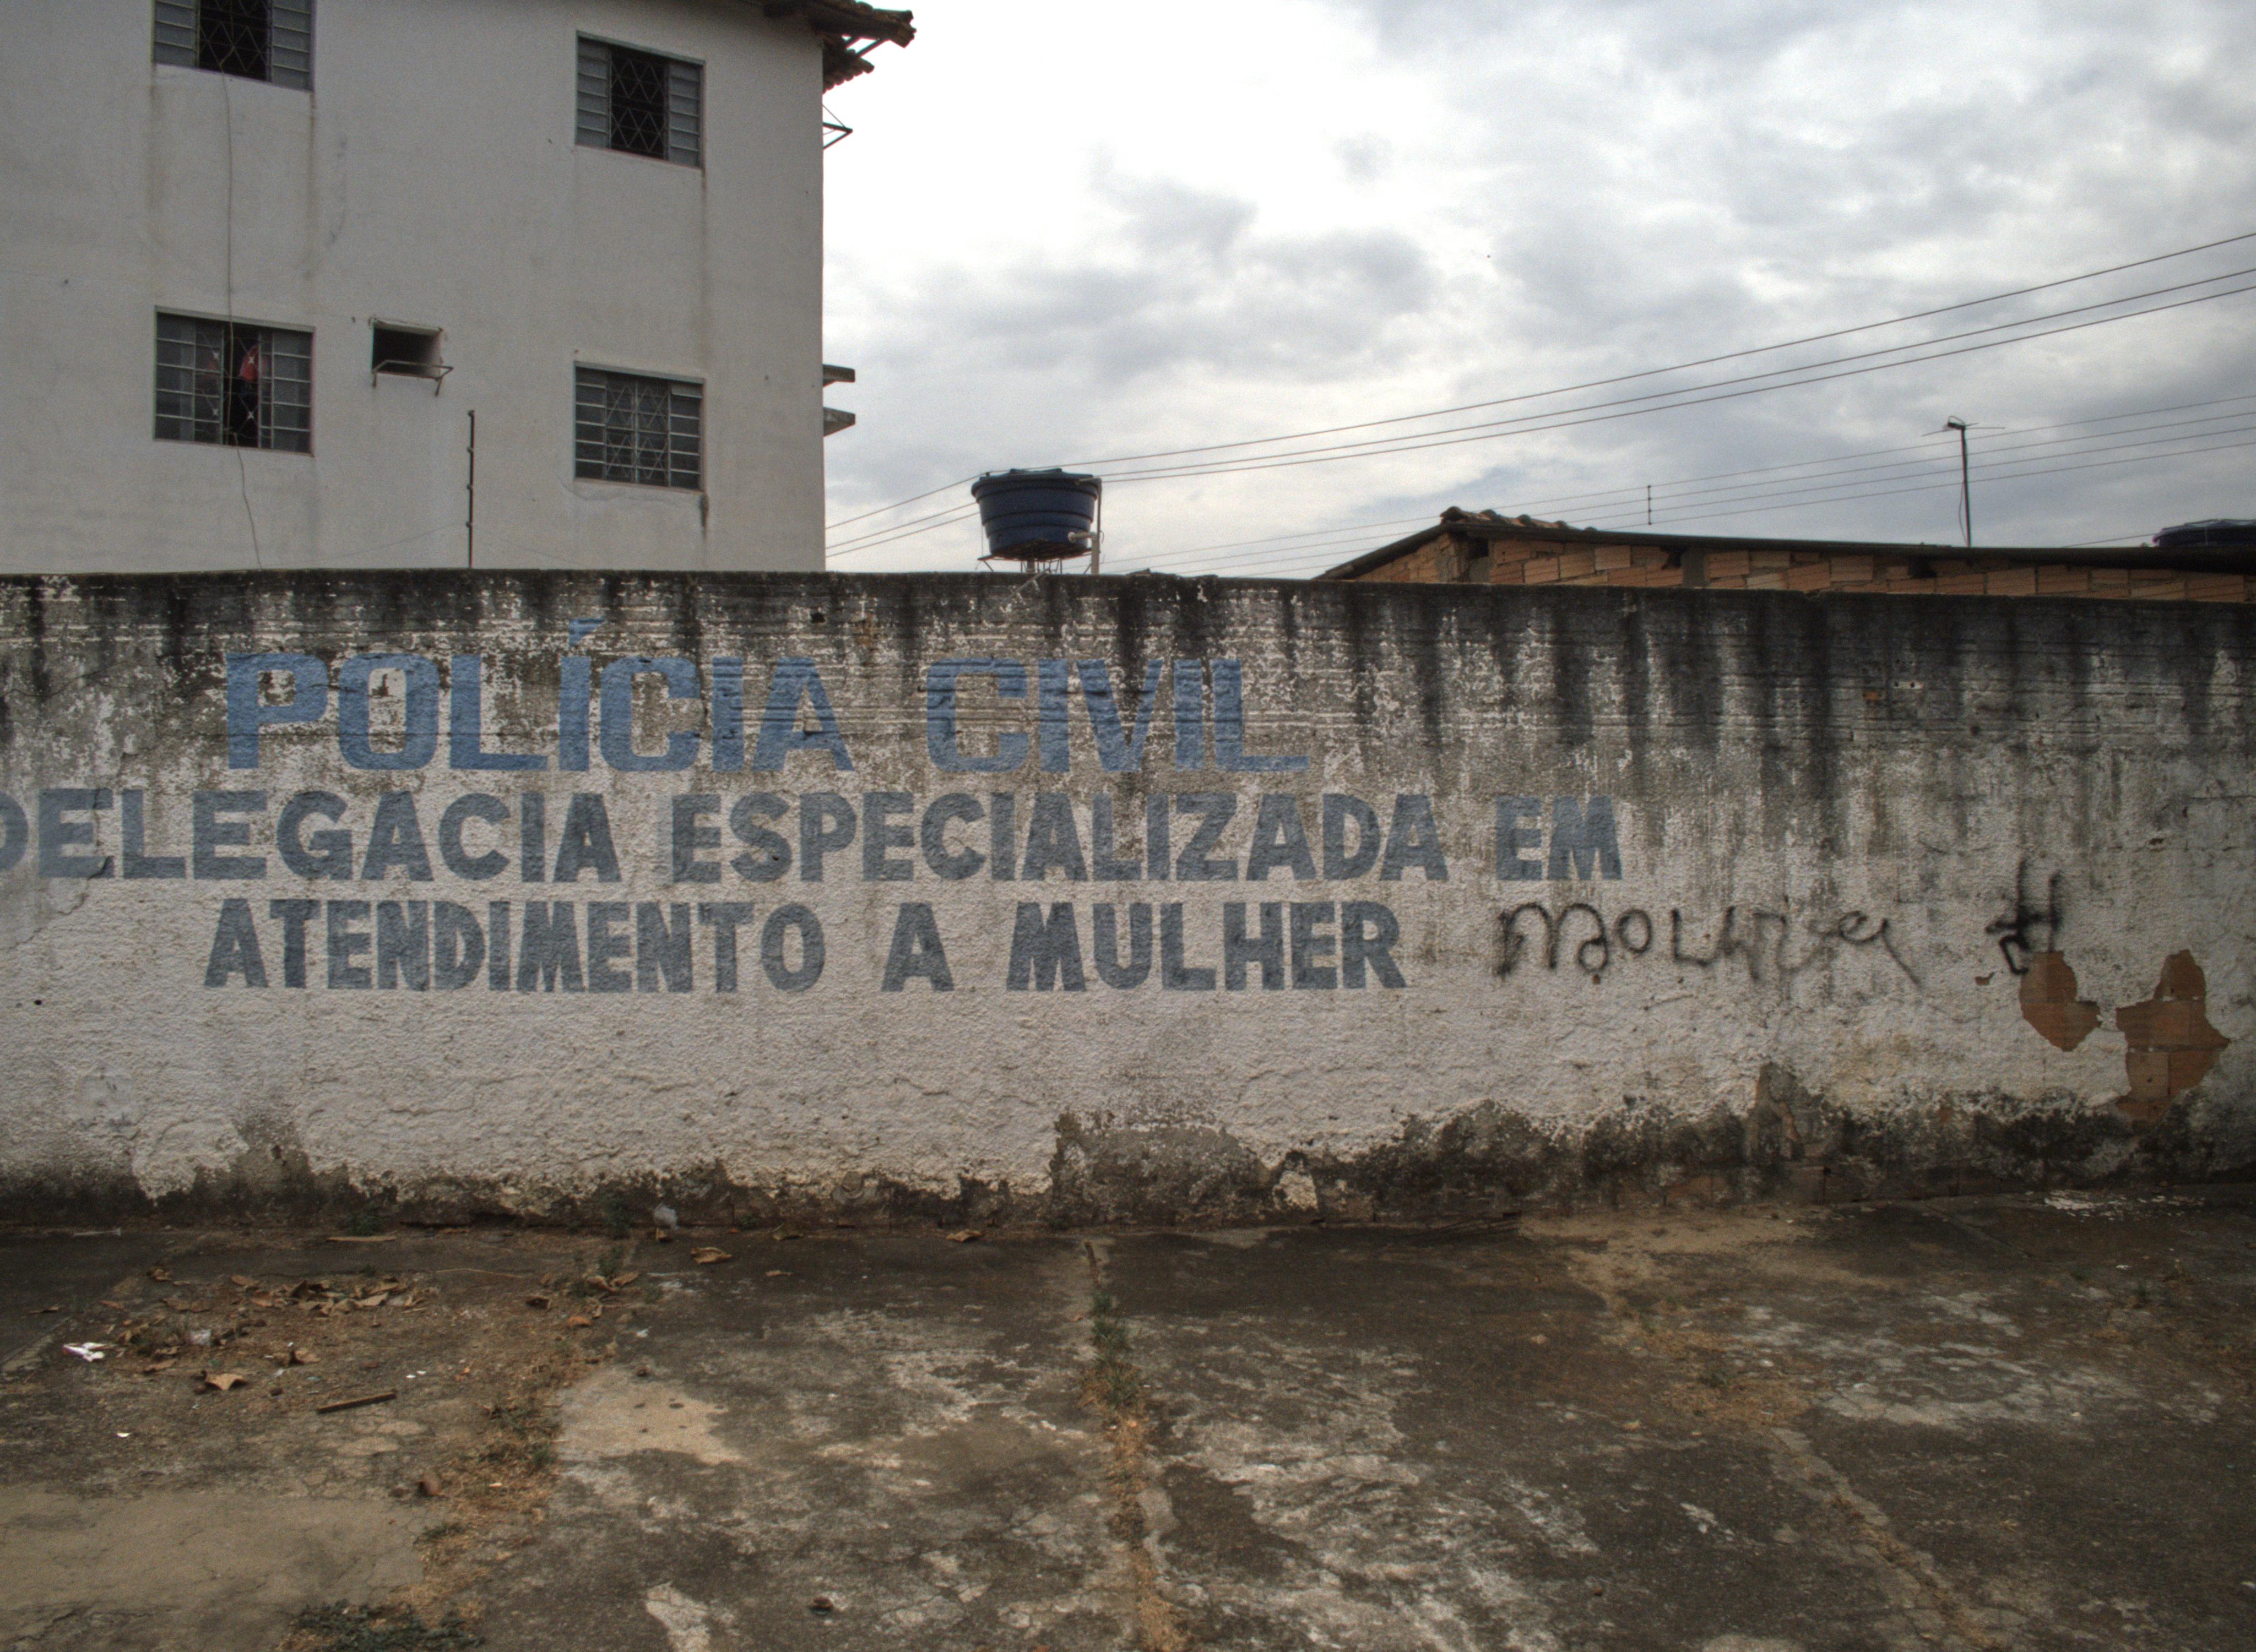 POLÍCIA CIVIL
DELEGACIA ESPECIALIZADA EM
ATENDIMENTO A MULHER